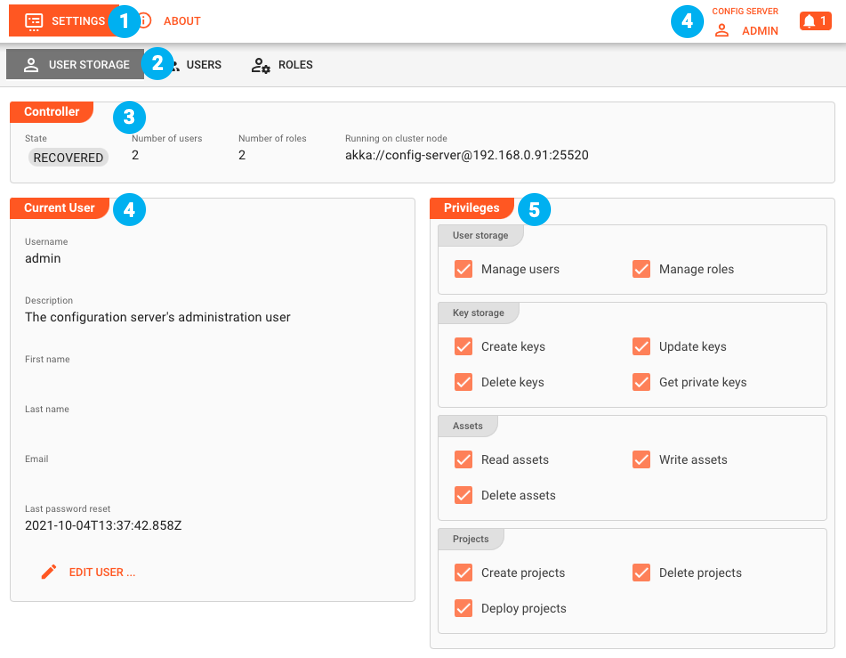 SETTINGS 1 ABOUT 4 CONFIG SERVER
ADMIN 1
USER STORAGE 2 USERS ROLES
Controller 3
State Number of users Number of roles Running on cluster node
RECOVERED 2 2 akka://config-server@192.168.0.91:25520
Current User 4
Username
admin
Description
The configuration server's administration user
First name
Last name
Email
Last password reset
2021-10-04T13:37:42.858Z
EDIT USER ...
Privileges 5
User storage
Manage users Manage roles
Key storage
Create keys Update keys
Delete keys Get private keys
Assets
Read assets Write assets
Delete assets
Projects
Create projects Delete projects
Deploy projects